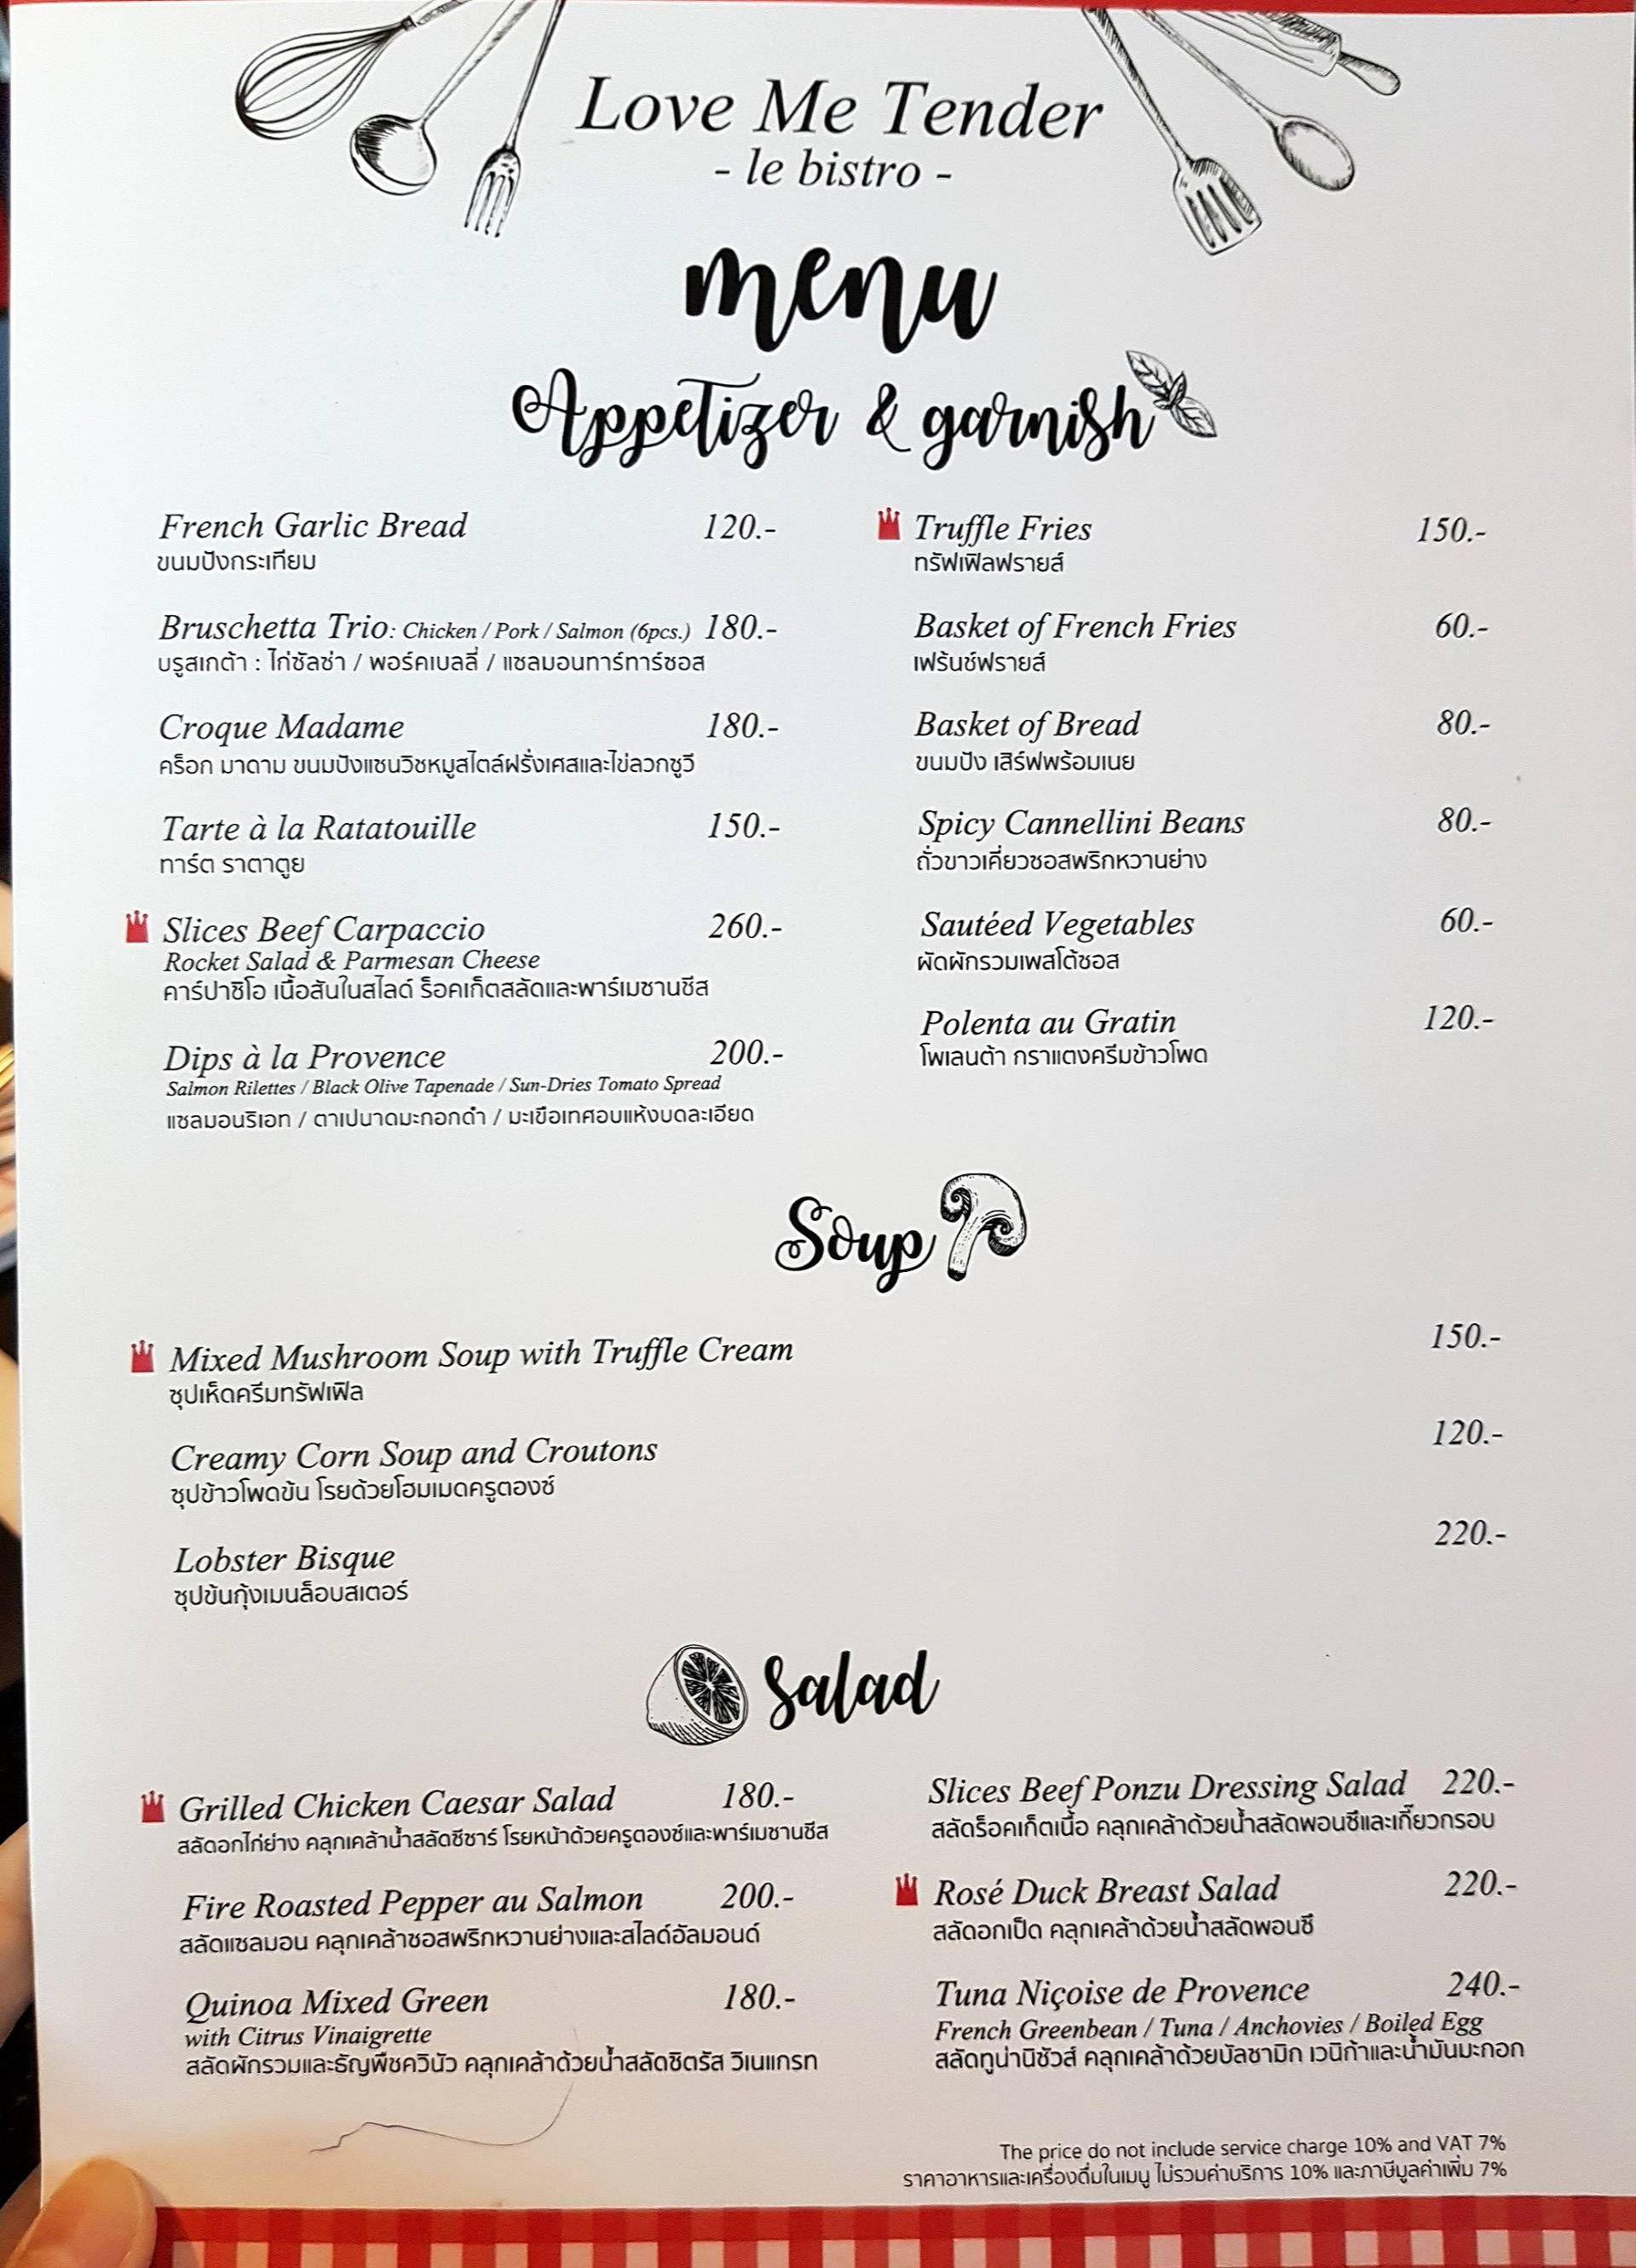 Love Me Tender
- le bistro -
menu
Appetizer & garnish
French Garlic Bread 120.-
ขนมปังกระเทียม
Bruschetta Trio: Chicken / Pork / Salmon (6pcs.) 180.-
บรูสเกต้า : ไก่ซัลซ่า / พอร์คเบลลี่ / แซลมอนทาร์ทาร์ซอส
Croque Madame 180.-
คร็อก มาดาม ขนมปังแซนวิชหมูสไตล์ฝรั่งเศสและไข่ลวกซูวี
Tarte à la Ratatouille 150.-
ทาร์ต ราตาตูย
Slices Beef Carpaccio 260.-
Rocket Salad & Parmesan Cheese
คาร์ปาชิโอ เนื้อสันในสไลด์ ร็อคเก็ตสลัดและพาร์เมซานชีส
Dips à la Provence 200.-
Salmon Rilettes / Black Olive Tapenade / Sun-Dries Tomato Spread
แซลมอนริเอท / ตาเปนาดมะกอกดำ / มะเขือเทศอบแห้งบดละเอียด
Truffle Fries 150.-
ทรัฟเฟิลฟรายส์
Basket of French Fries 60.-
เฟร้นช์ฟรายส์
Basket of Bread 80.-
ขนมปัง เสิร์ฟพร้อมเนย
Spicy Cannellini Beans 80.-
ถั่วขาวเคี่ยวซอสพริกหวานย่าง
Sautéed Vegetables 60.-
ผัดผักรวมเพสโต้ซอส
Polenta au Gratin 120.-
โพเลนต้า กราแตงครีมข้าวโพด
Soup
Mixed Mushroom Soup with Truffle Cream 150.-
ซุปเห็ดครีมทรัฟเฟิล
Creamy Corn Soup and Croutons 120.-
ซุปข้าวโพดข้น โรยด้วยโฮมเมดครูตองซ์
Lobster Bisque 220.-
ซุปข้นกุ้งเมนล็อบสเตอร์
Salad
Grilled Chicken Caesar Salad 180.-
สลัดอกไก่ย่าง คลุกเคล้าน้ำสลัดซีซาร์ โรยหน้าด้วยครูตองซ์และพาร์เมซานชีส
Fire Roasted Pepper au Salmon 200.-
สลัดแซลมอน คลุกเคล้าซอสพริกหวานย่างและสไลด์อัลมอนด์
Quinoa Mixed Green 180.-
with Citrus Vinaigrette
สลัดผักรวมและธัญพืชควินัว คลุกเคล้าด้วยน้ำสลัดซิตรัส วิเนแกรท
Slices Beef Ponzu Dressing Salad 220.-
สลัดร็อคเก็ตเนื้อ คลุกเคล้าด้วยน้ำสลัดพอนซึและเกี๊ยวกรอบ
Rosé Duck Breast Salad 220.-
สลัดอกเป็ด คลุกเคล้าด้วยน้ำสลัดพอนซึ
Tuna Niçoise de Provence 240.-
French Greenbean / Tuna / Anchovies / Boiled Egg
สลัดทูน่านิซัวส์ คลุกเคล้าด้วยบัลซามิก เวนิก้าและน้ำมันมะกอก
The price do not include service charge 10% and VAT 7%
ราคาอาหารและเครื่องดื่มในเมนู ไม่รวมค่าบริการ 10% และภาษีมูลค่าเพิ่ม 7%